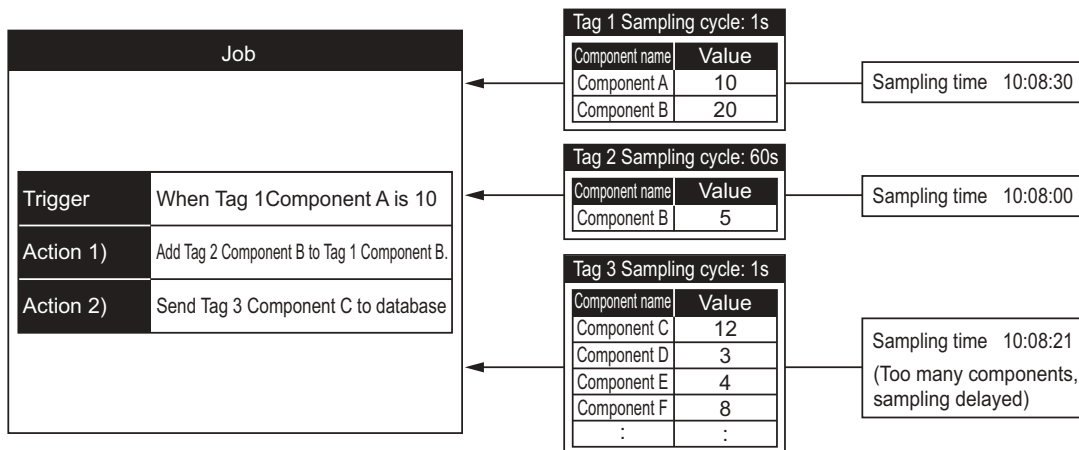 Job
Trigger When Tag 1Component A is 10
Action 1) Add Tag 2 Component B to Tag 1 Component B.
Action 2) Send Tag 3 Component C to database
Tag 1 Sampling cycle: 1s
Component name Value
Component A 10
Component B 20
Sampling time 10:08:30
Tag 2 Sampling cycle: 60s
Component name Value
Component B 5
Sampling time 10:08:00
Tag 3 Sampling cycle: 1s
Component name Value
Component C 12
Component D 3
Component E 4
Component F 8
: :
Sampling time 10:08:21
(Too many components,
sampling delayed)